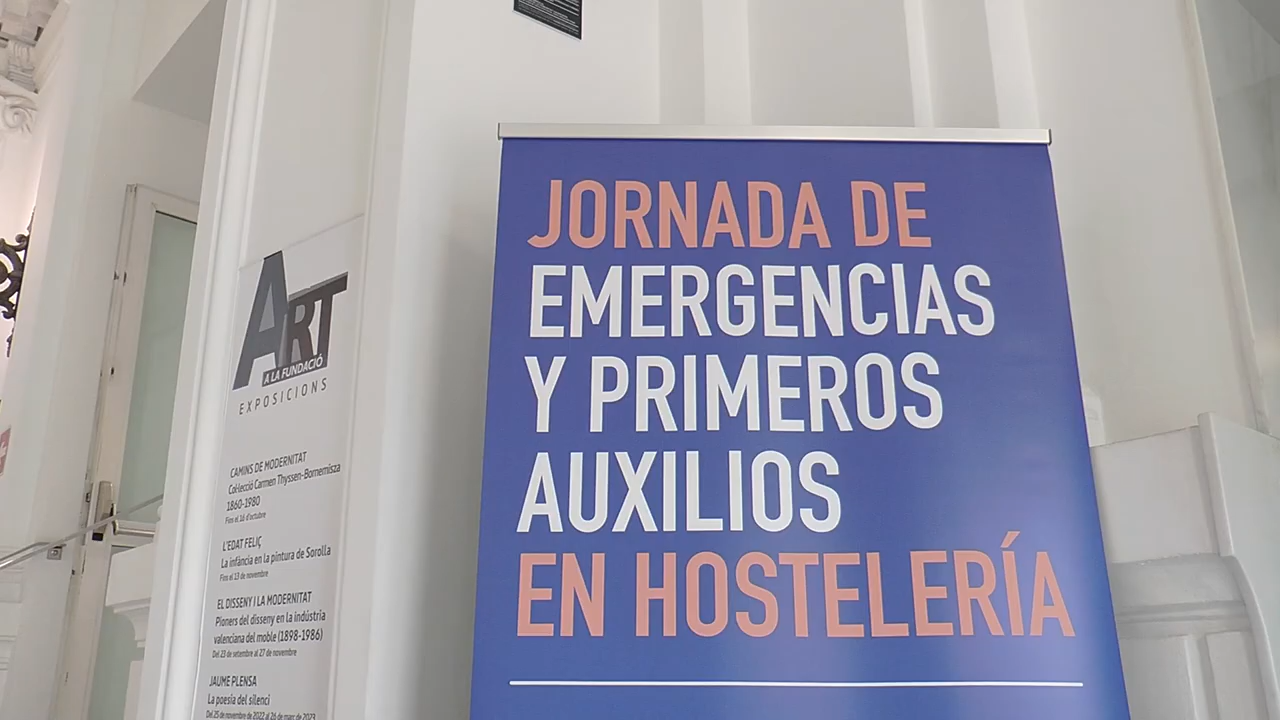 JORNADA DE
EMERGENCIAS
Y PRIMEROS
AUXILIOS
EN HOSTELERÍA
ART
A LA FUNDACIÓ
EXPOSICIONS
CAMINS DE MODERNITAT
Col·lecció Carmen Thyssen-Bornemisza
1860-1980
Fins el 16 d'octubre
L'EDAT FELIÇ
La infància en la pintura de Sorolla
Fins el 13 de novembre
EL DISSENY I LA MODERNITAT
Pioners del disseny en la indústria
valenciana del moble (1898-1986)
Del 23 de setembre al 27 de novembre
JAUME PLENSA
La poesia del silenci
Del 25 de novembre de 2022 al 26 de març de 2023